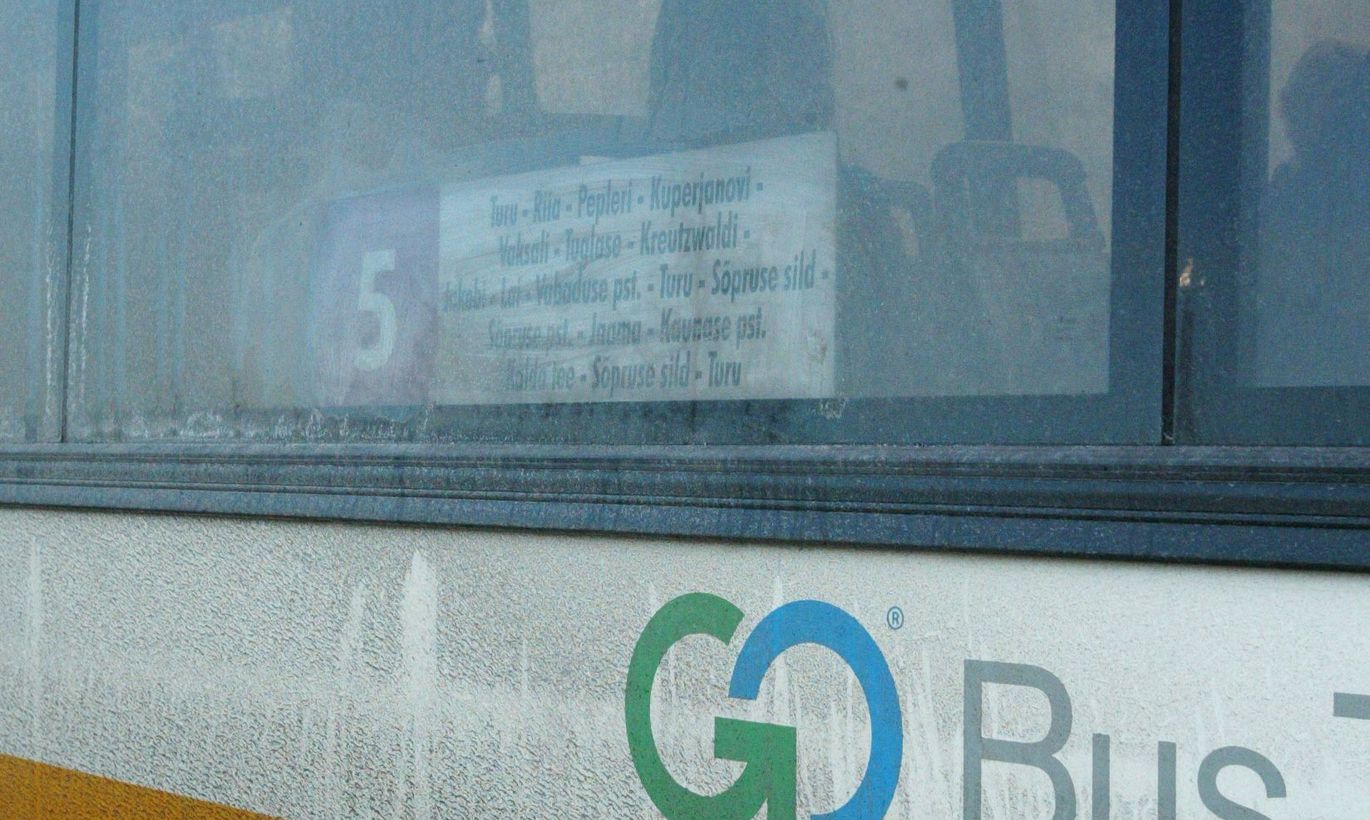 5
Turu - Riia - Pepleri - Kuperjanovi -
Vaksali - Tuglase - Kreutzwaldi -
Jakobi - Lai - Vabaduse pst. - Turu - Sõpruse sild -
Sõpruse pst. - Jaama - Kaunase pst.
Kalda tee - Sõpruse sild - Turu
GO®
Bus